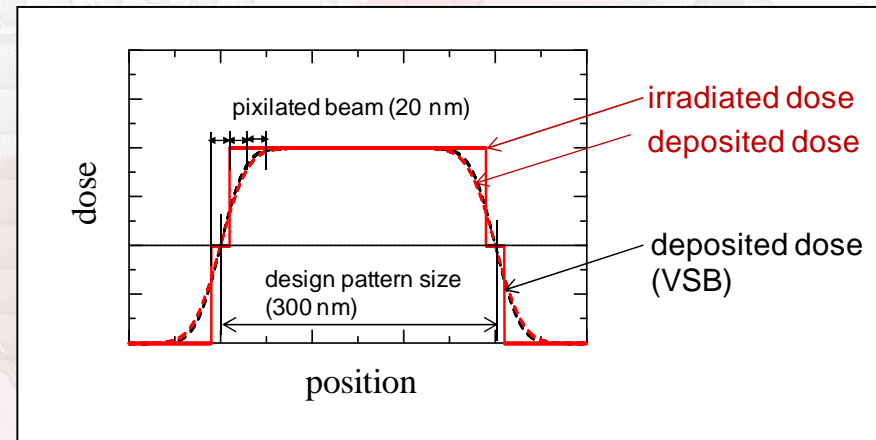 pixilated beam (20 nm)
irradiated dose
deposited dose
dose
deposited dose
(VSB)
design pattern size
(300 nm)
position